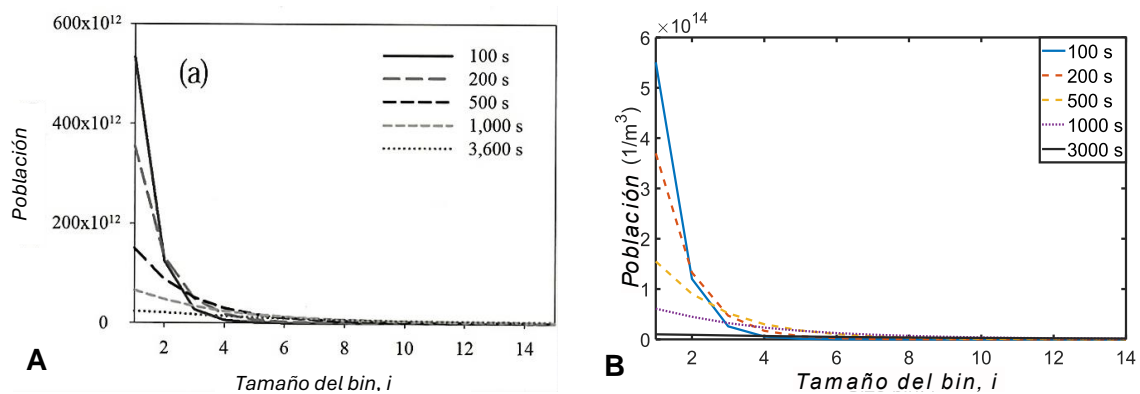 600x10¹²
400x10¹²
200x10¹²
0
Población
(a)
100 s
200 s
500 s
1,000 s
3,600 s
2 4 6 8 10 12 14
Tamaño del bin, i
A
×10¹⁴
6
5
4
3
2
1
0
Población (1/m³)
100 s
200 s
500 s
1000 s
3000 s
2 4 6 8 10 12 14
Tamaño del bin, i
B